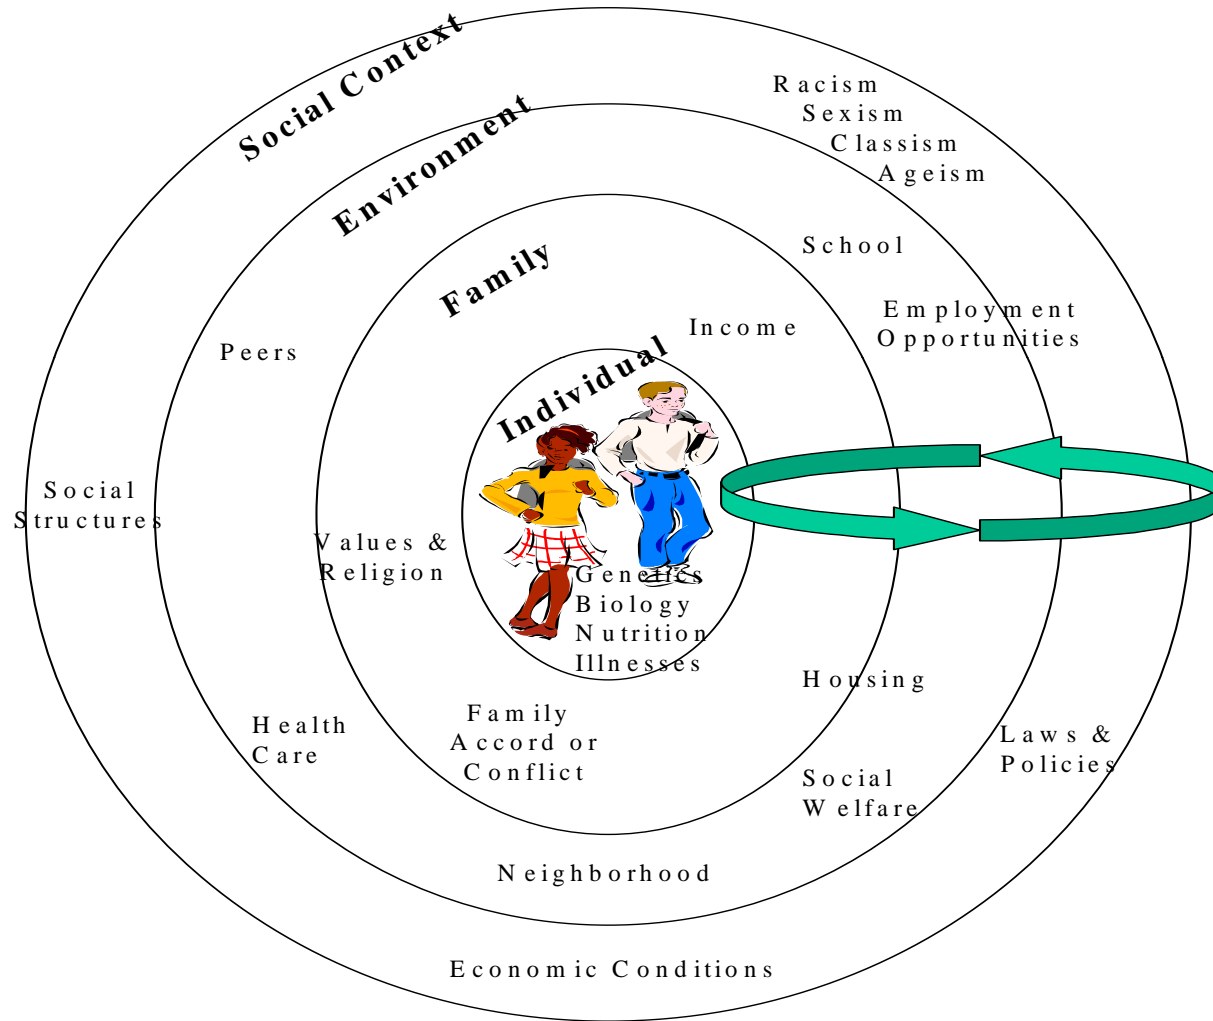 Social Context
Racism
Sexism
Classism
Ageism
Environment
School
Family
Employment
Opportunities
Income
Peers
Individual
Social
Structures
Values &
Religion
Genetics
Biology
Nutrition
Illnesses
Housing
Family
Accord or
Conflict
Health
Care
Laws &
Policies
Social
Welfare
Neighborhood
Economic Conditions